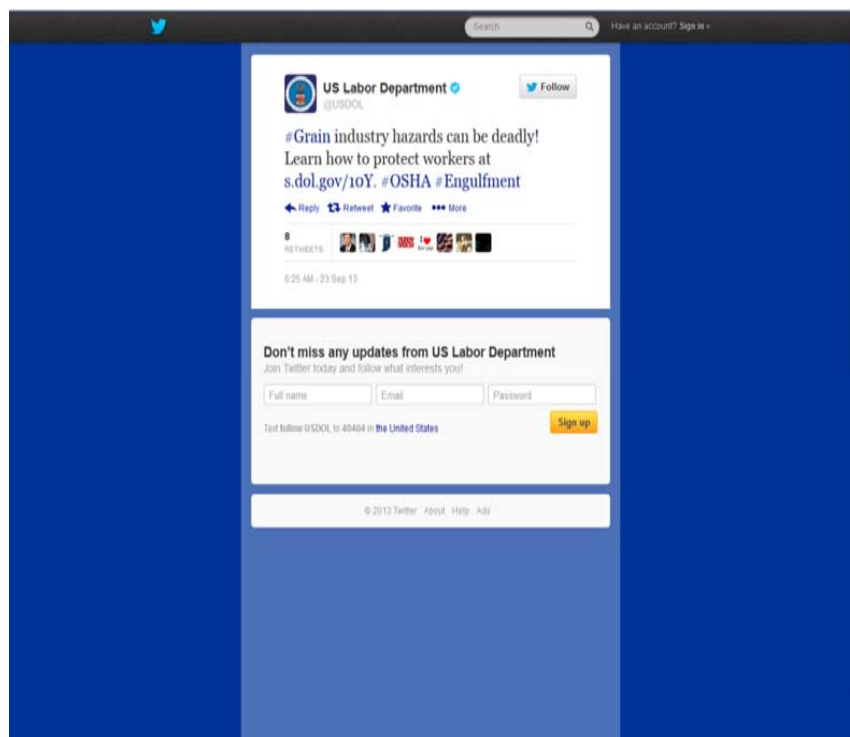 Search
Have an account? Sign in
US Labor Department
@USDOL
Follow
#Grain industry hazards can be deadly!
Learn how to protect workers at
s.dol.gov/10Y. #OSHA #Engulfment
Reply Retweet Favorite More
8
RETWEETS
6:25 AM - 23 Sep 13
Don't miss any updates from US Labor Department
Join Twitter today and follow what interests you!
Full name Email Password
Text follow USDOL to 40404 in the United States
Sign up
© 2013 Twitter About Help Ads